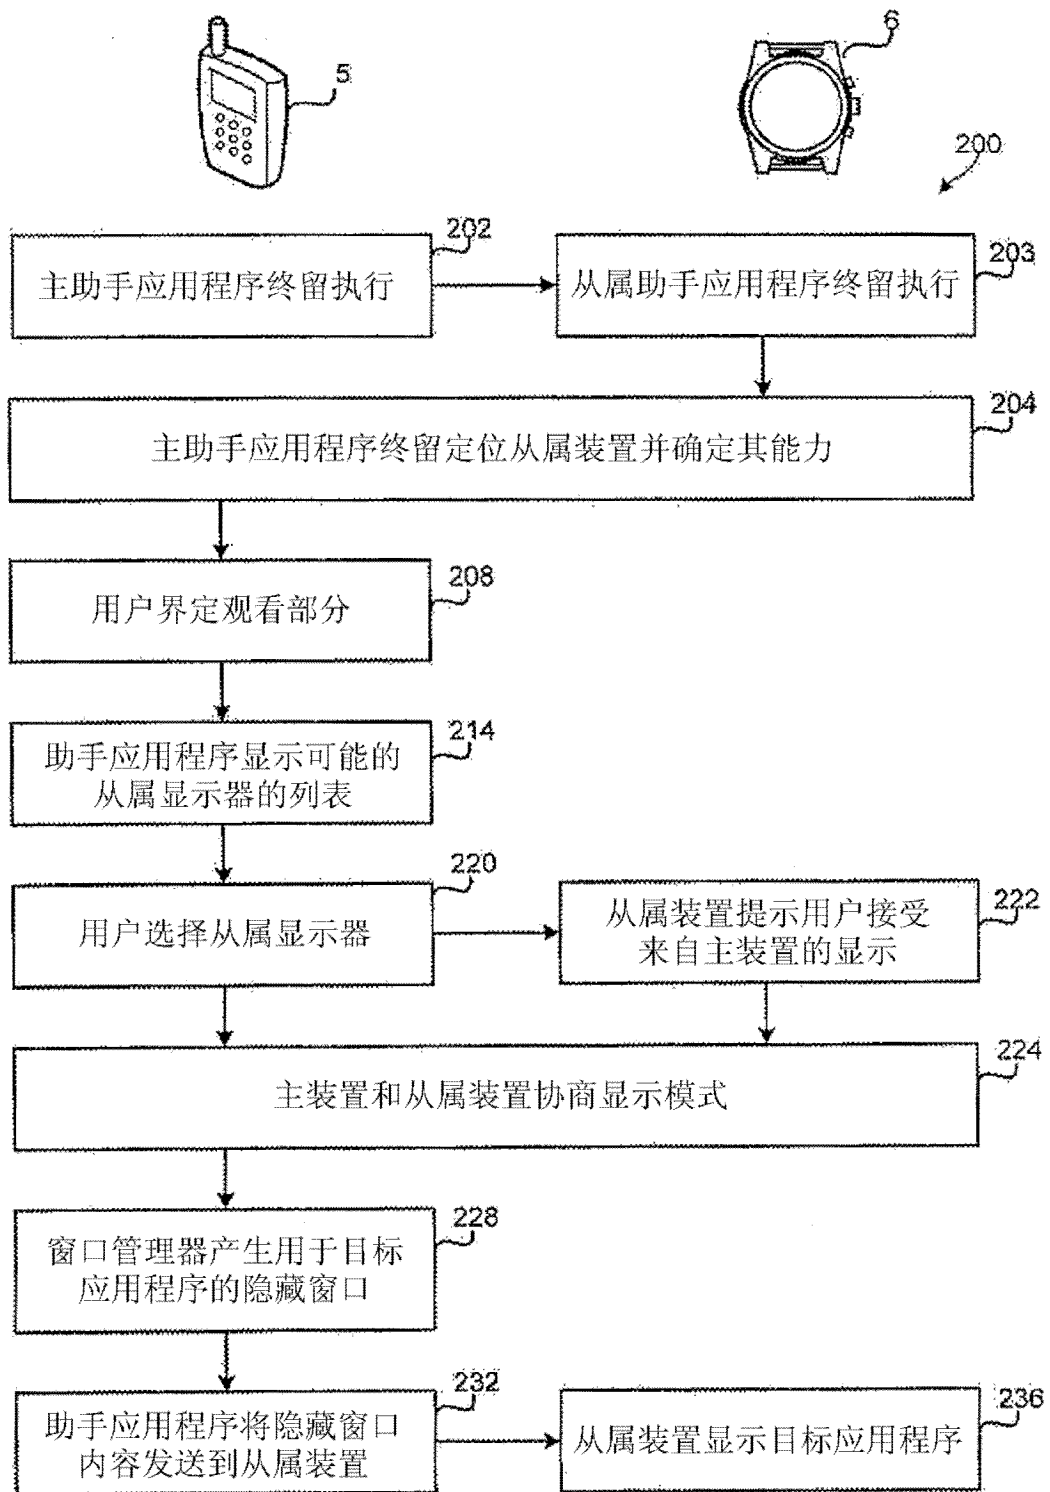 5
6
200
202
主助手应用程序终留执行
203
从属助手应用程序终留执行
204
主助手应用程序终留定位从属装置并确定其能力
208
用户界定观看部分
214
助手应用程序显示可能的
从属显示器的列表
220
用户选择从属显示器
222
从属装置提示用户接受
来自主装置的显示
224
主装置和从属装置协商显示模式
228
窗口管理器产生用于目标
应用程序的隐藏窗口
232
助手应用程序将隐藏窗口
内容发送到从属装置
236
从属装置显示目标应用程序